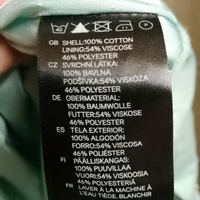 GB SHELL:100% COTTON
LINING:54% VISCOSE
46% POLYESTER
CZ SVRCHNÍ LÁTKA:
100% BAVLNA
PODŠÍVKA:54% VISKÓZA
46% POLYESTER
DE OBERMATERIAL:
100% BAUMWOLLE
FUTTER:54% VISKOSE
46% POLYESTER
ES TELA EXTERIOR:
100% ALGODÓN
FORRO:54% VISCOSA
46% POLIÉSTER
FI PÄÄLLISKANGAS:
100% PUUVILLAA
VUORI:54% VISKOOSIA
46% POLYESTERIÄ
FR LAVER À LA MACHINE À
L'EAU TIÈDE, BLANCHIR